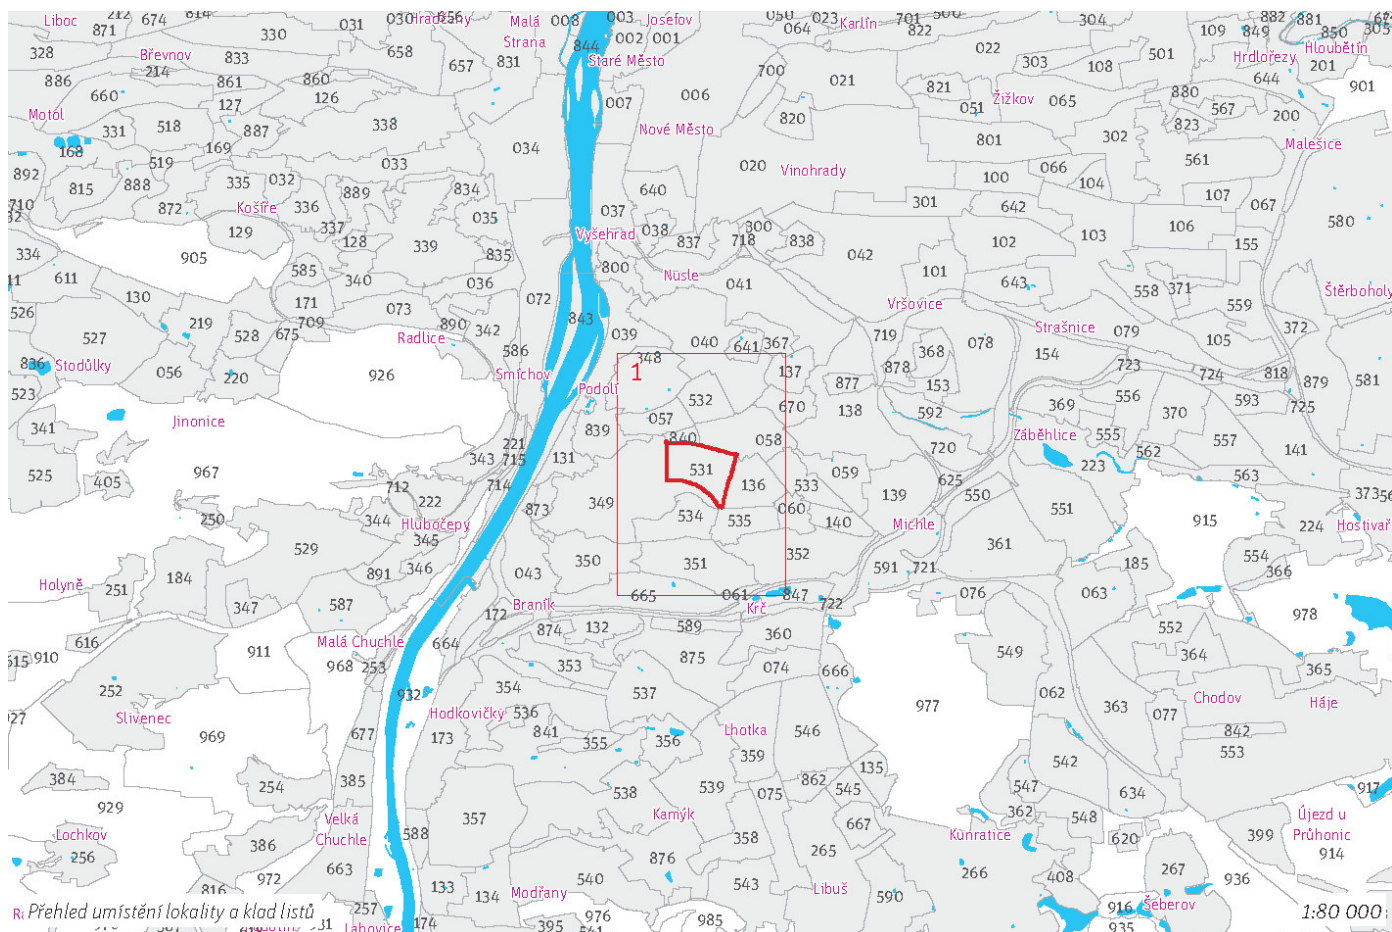 Liboc 212 674 814 031 030 Hradčany 656 Malá 008 003 Josefov 050 023 Karlín 701 500 304 882 881
871 330 Strana 844 002 001 064 822 109 849 850 305
328 Břevnov 833 658 657 831 Staré Město 022 303 108 501 Hrdlořezy Hloubětín
214 700 644 201
886 660 861 860 007 006 021 821 Žižkov 065 880 567 901
127 126 051
Motól 331 518 887 338 Nové Město 820 801 302 823 200
168 519 169 034 Malešice
892 033 020 Vinohrady 066 561
815 888 335 032 889 834 640 100 104
710 872 Košíře 336 035 037 301 642 107 067
129 337 038 300 106 580
334 905 128 339 835 Vyšehrad 837 718 838 042 102 103 155
611 585 340 036 800 Nusle 041 101 643
130 171 073 072 Vršovice 558 371 559 Štěrboholy
526 219 709 890 843
527 528 675 Radlice 342 039 040 719 078 Strašnice 079 105 372
836 Stodůlky 586 348 641 367 878 368 154 723
056 220 926 Smíchov 1 137 877 153 724 818 879 581
523 Podolí 532 556 593
341 Jinonice 057 670 138 592 369 370 725
839 840 058 720 Záběhlice 555 557 141
221
525 967 343 715 131 531 059 223 562
405 714 136 533 625 563
712 222 349 139 550 373
250 344 Hlubočepy 873 534 535 060 140 Michle 551 915 224 Hostivař
529 345 361
Holyně 184 346 043 350 351 352 591 721 185 554 366
251 891
347 587 665 061 847 076 063 978
172 Braník Krč 722
616 Malá Chuchle 664 874 132 589 360 552
910 911 968 253 353 875 074 666 549 364 365
252 354 537 062 Chodov
932 977 363 077 Háje
Slivenec Hodkovičky 536
969 677 173 841 355 356 Lhotka 546 842
359 542 553
384 254 385 862 135 547 634 917
929 538 539 075 545 362
Velká 357 Kamýk 548 Újezd u
Lochkov Chuchle 588 667 Kunratice 620 399 Průhonic
386 358 914
256 663 876 265 266 267
816 972 133 134 540 543 Libuš 408 936
257 Modřany 590 916 Šeberov
Přehled umístění lokality a klad listů 174 976 985 935 1:80 000
Lahovice 395